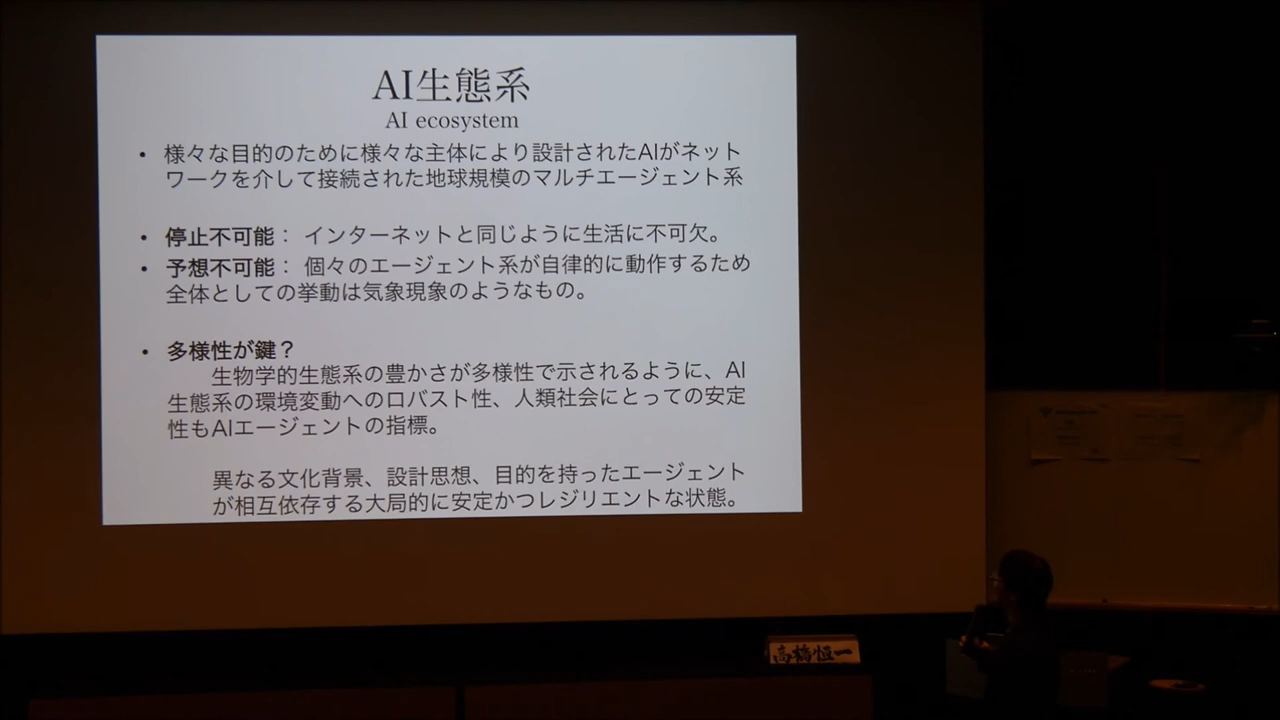 AI生態系
AI ecosystem
• 様々な目的のために様々な主体により設計されたAIがネット
ワークを介して接続された地球規模のマルチエージェント系
• 停止不可能： インターネットと同じように生活に不可欠。
• 予想不可能： 個々のエージェント系が自律的に動作するため
全体としての挙動は気象現象のようなもの。
• 多様性が鍵？
生物学的生態系の豊かさが多様性で示されるように、AI
生態系の環境変動へのロバスト性、人類社会にとっての安定
性もAIエージェントの指標。
異なる文化背景、設計思想、目的を持ったエージェント
が相互依存する大局的に安定かつレジリエントな状態。
高橋恒一